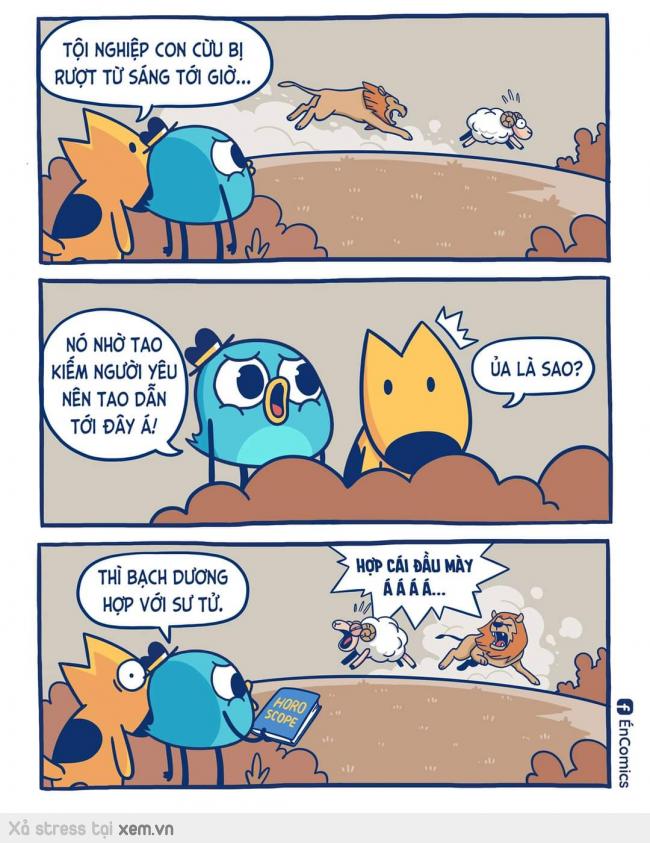 TỘI NGHIỆP CON CỪU BỊ
RƯỢT TỪ SÁNG TỚI GIỜ...
NÓ NHỜ TAO
KIẾM NGƯỜI YÊU
NÊN TAO DẪN
TỚI ĐÂY Á!
ỦA LÀ SAO?
THÌ BẠCH DƯƠNG
HỢP VỚI SƯ TỬ.
HỢP CÁI ĐẦU MÀY
Á Á Á Á...
HORO
SCOPE
ÉnComics
Xả stress tại xem.vn